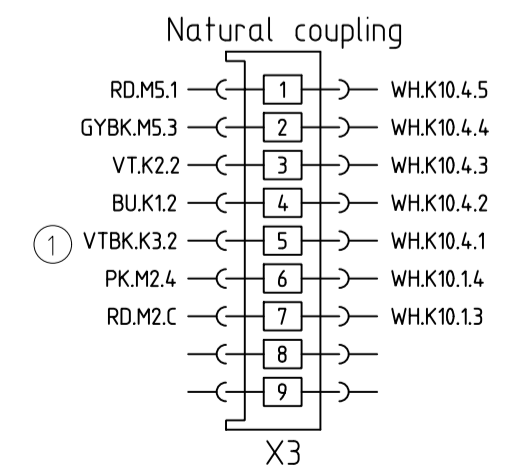 Natural coupling
RD.M5.1 1 WH.K10.4.5
GYBK.M5.3 2 WH.K10.4.4
VT.K2.2 3 WH.K10.4.3
BU.K1.2 4 WH.K10.4.2
1 VTBK.K3.2 5 WH.K10.4.1
PK.M2.4 6 WH.K10.1.4
RD.M2.C 7 WH.K10.1.3
8
9
X3